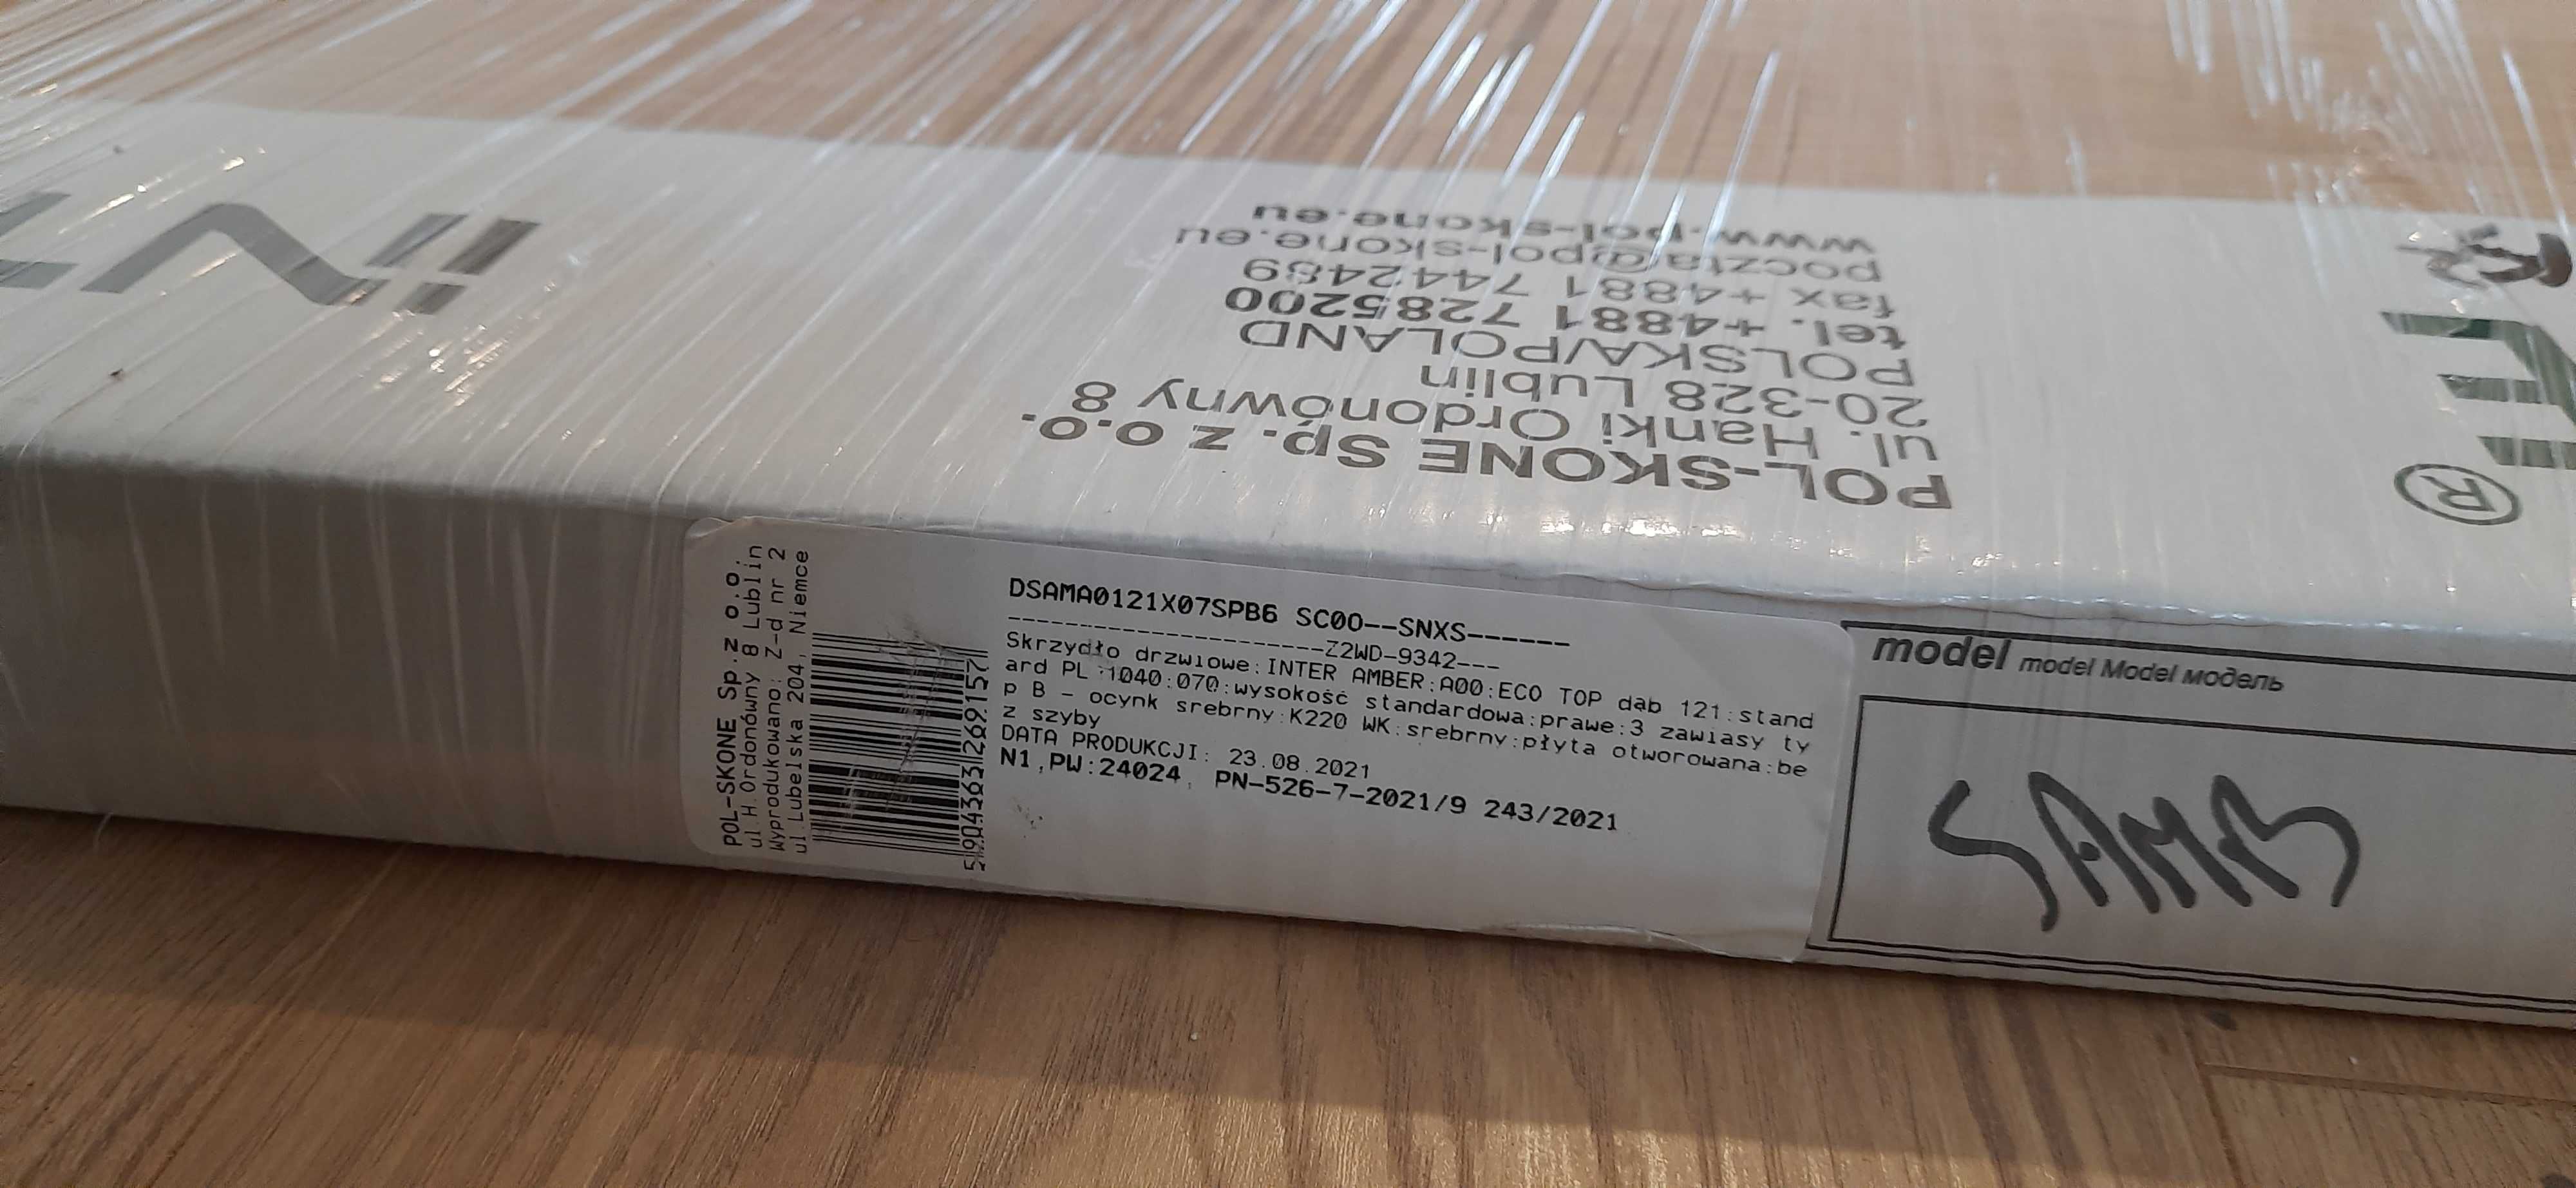 POL-SKONE Sp. z o.o.
ul. Hanki Ordonówny 8
20-328 Lublin
POLSKA/POLAND
tel. +4881 7285200
fax +4881 7442489
poczta@pol-skone.eu
www.pol-skone.eu
®
POL-SKONE Sp.z o.o.
ul.H.Ordonówny 8 Lublin
Wyprodukowano: Z-d nr 2
ul.Lubelska 204, Niemce
5904363269157
DSAMA0121X07SPB6 SC00--SNXS------
--------------------Z2WD-9342---
Skrzydło drzwiowe:INTER AMBER:A00:ECO TOP dąb 121:stand
ard PL :1040:070:wysokość standardowa:prawe:3 zawiasy ty
p B - ocynk srebrny:K220 WK:srebrny:płyta otworowana:be
z szyby
DATA PRODUKCJI: 23.08.2021
N1,PW:24024, PN-526-7-2021/9 243/2021
model model Model модель
SAMB